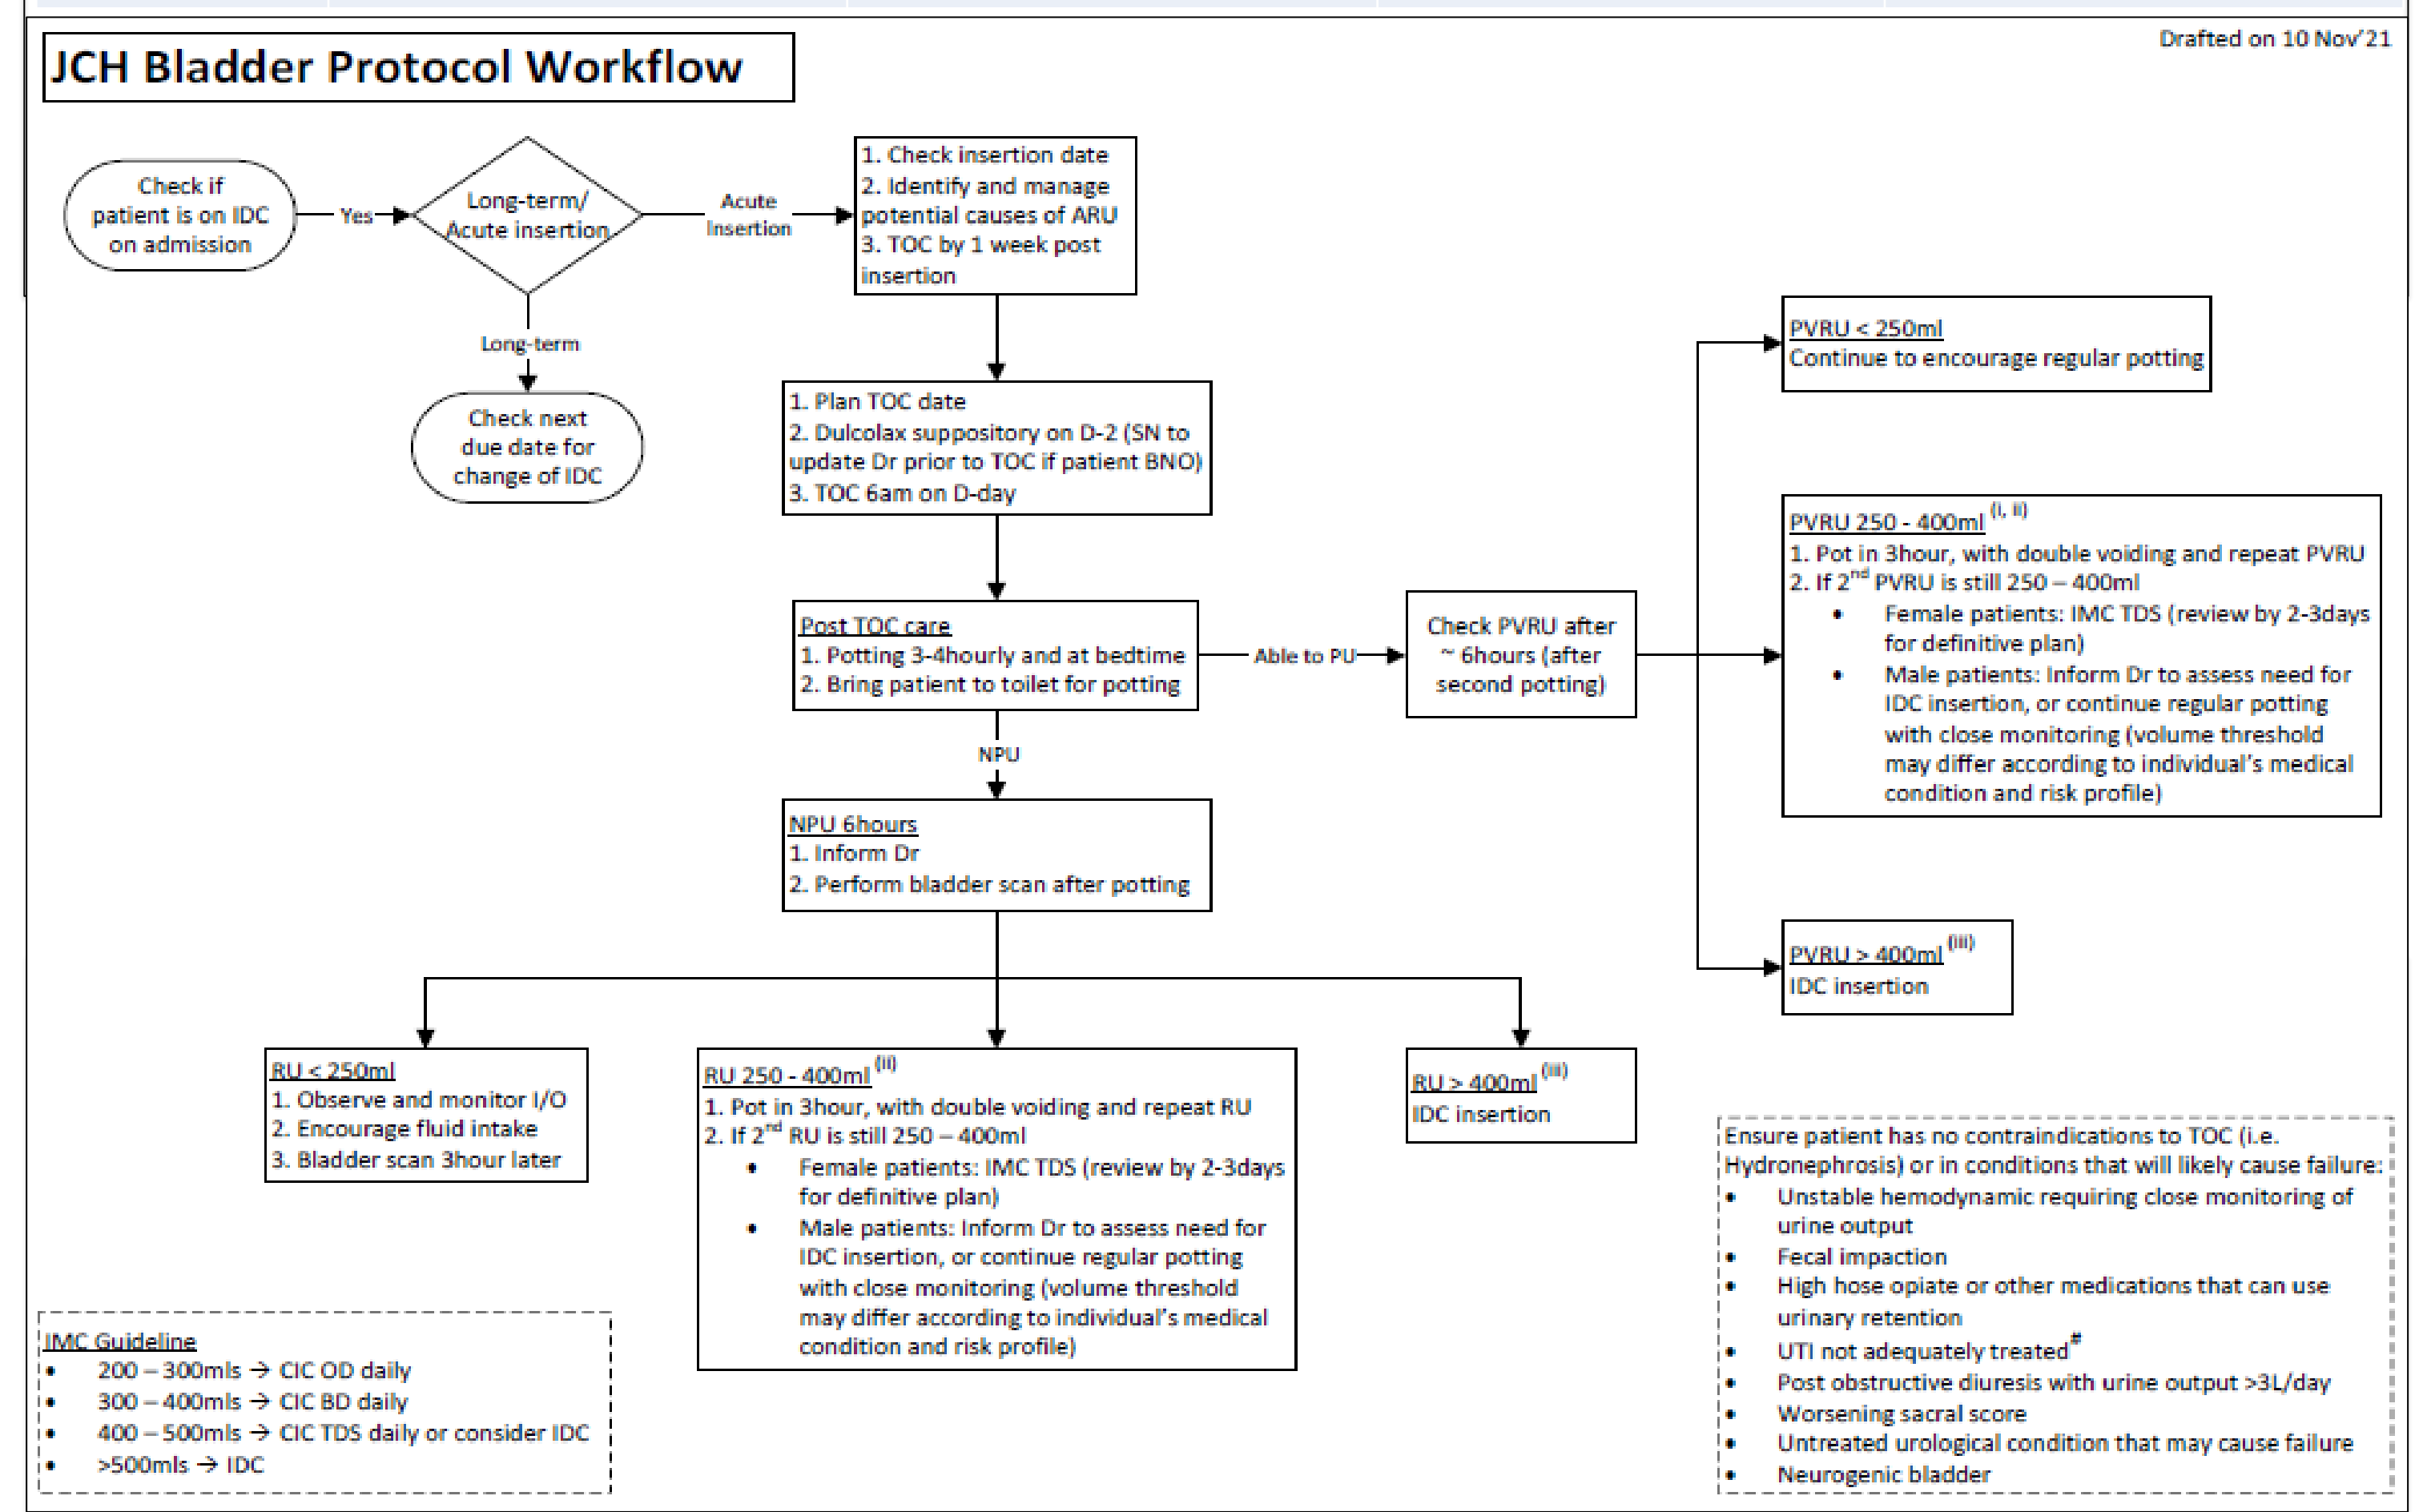 Drafted on 10 Nov'21
JCH Bladder Protocol Workflow
Check if
patient is on IDC
on admission
Yes
Long-term/
Acute insertion
Acute
Insertion
1. Check insertion date
2. Identify and manage
potential causes of ARU
3. TOC by 1 week post
insertion
Long-term
Check next
due date for
change of IDC
1. Plan TOC date
2. Dulcolax suppository on D-2 (SN to
update Dr prior to TOC if patient BNO)
3. TOC 6am on D-day
Post TOC care
1. Potting 3-4hourly and at bedtime
2. Bring patient to toilet for potting
Able to PU
Check PVRU after
~ 6hours (after
second potting)
PVRU < 250ml
Continue to encourage regular potting
PVRU 250 - 400ml (i, ii)
1. Pot in 3hour, with double voiding and repeat PVRU
2. If 2nd PVRU is still 250 – 400ml
• Female patients: IMC TDS (review by 2-3days
for definitive plan)
• Male patients: Inform Dr to assess need for
IDC insertion, or continue regular potting
with close monitoring (volume threshold
may differ according to individual's medical
condition and risk profile)
PVRU > 400ml (iii)
IDC insertion
NPU
NPU 6hours
1. Inform Dr
2. Perform bladder scan after potting
RU < 250ml
1. Observe and monitor I/O
2. Encourage fluid intake
3. Bladder scan 3hour later
RU 250 - 400ml (ii)
1. Pot in 3hour, with double voiding and repeat RU
2. If 2nd RU is still 250 – 400ml
• Female patients: IMC TDS (review by 2-3days
for definitive plan)
• Male patients: Inform Dr to assess need for
IDC insertion, or continue regular potting
with close monitoring (volume threshold
may differ according to individual's medical
condition and risk profile)
RU > 400ml (iii)
IDC insertion
IMC Guideline
• 200 – 300mls → CIC OD daily
• 300 – 400mls → CIC BD daily
• 400 – 500mls → CIC TDS daily or consider IDC
• >500mls → IDC
Ensure patient has no contraindications to TOC (i.e.
Hydronephrosis) or in conditions that will likely cause failure:
• Unstable hemodynamic requiring close monitoring of
urine output
• Fecal impaction
• High hose opiate or other medications that can use
urinary retention
• UTI not adequately treated#
• Post obstructive diuresis with urine output >3L/day
• Worsening sacral score
• Untreated urological condition that may cause failure
• Neurogenic bladder